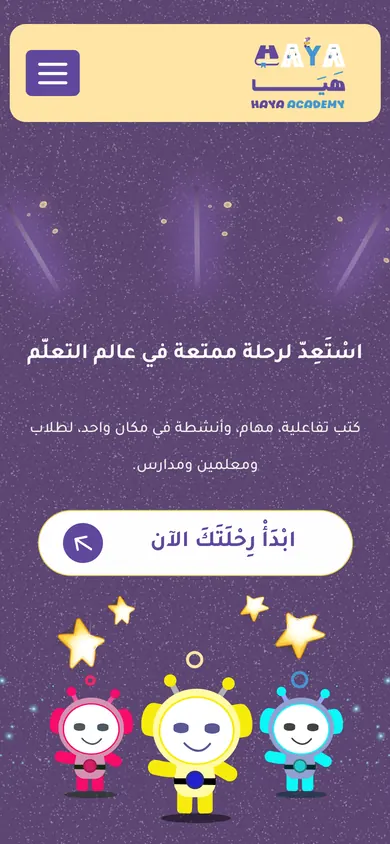 HAYA
هَيَـــا
HAYA ACADEMY
اسْتَعِدّ لرحلة ممتعة في عالم التعلّم
كتب تفاعلية، مهام، وأنشطة في مكان واحد، لطلاب
ومعلمين ومدارس.
ابْدَأْ رِحْلَتَكَ الآن